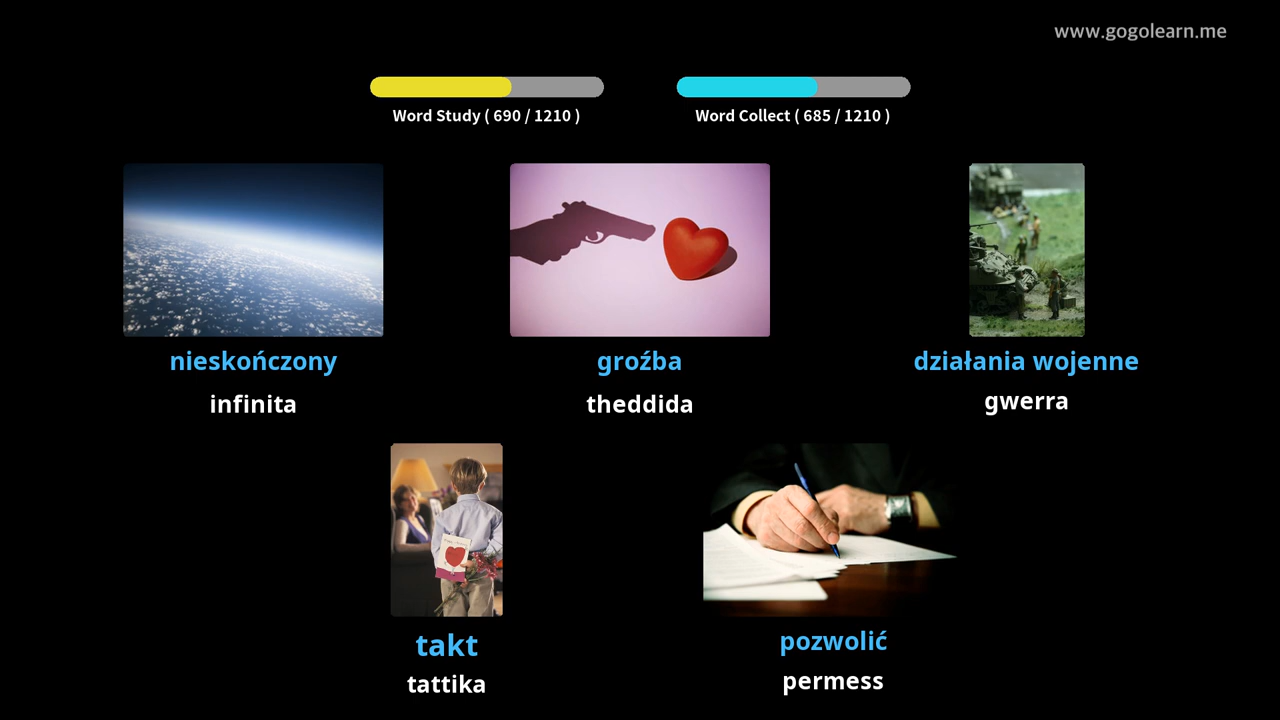 www.gogolearn.me
Word Study ( 690 / 1210 )
Word Collect ( 685 / 1210 )
nieskończony
infinita
groźba
theddida
działania wojenne
gwerra
takt
tattika
pozwolić
permess